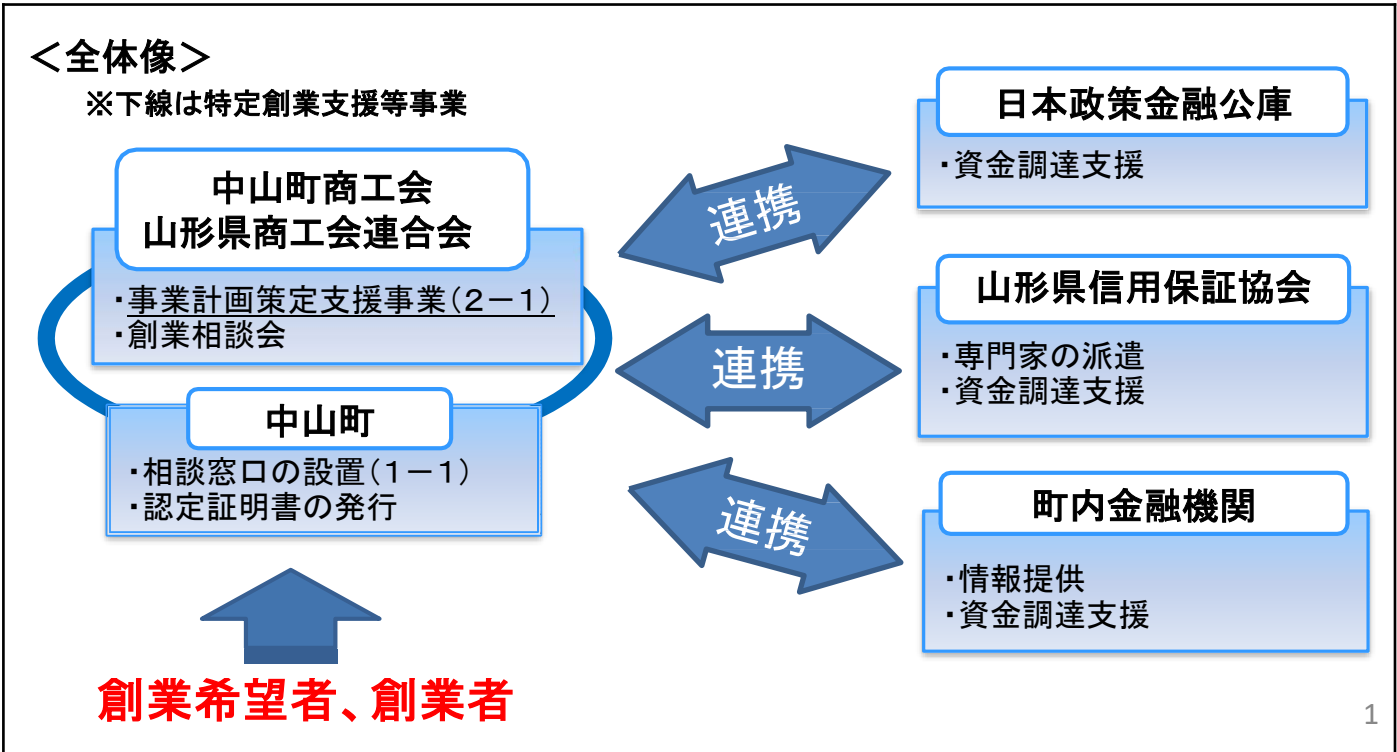 ＜全体像＞
※下線は特定創業支援等事業
中山町商工会
山形県商工会連合会
・事業計画策定支援事業(2－1)
・創業相談会
中山町
・相談窓口の設置(1－1)
・認定証明書の発行
創業希望者、創業者
連携
連携
連携
日本政策金融公庫
・資金調達支援
山形県信用保証協会
・専門家の派遣
・資金調達支援
町内金融機関
・情報提供
・資金調達支援
1